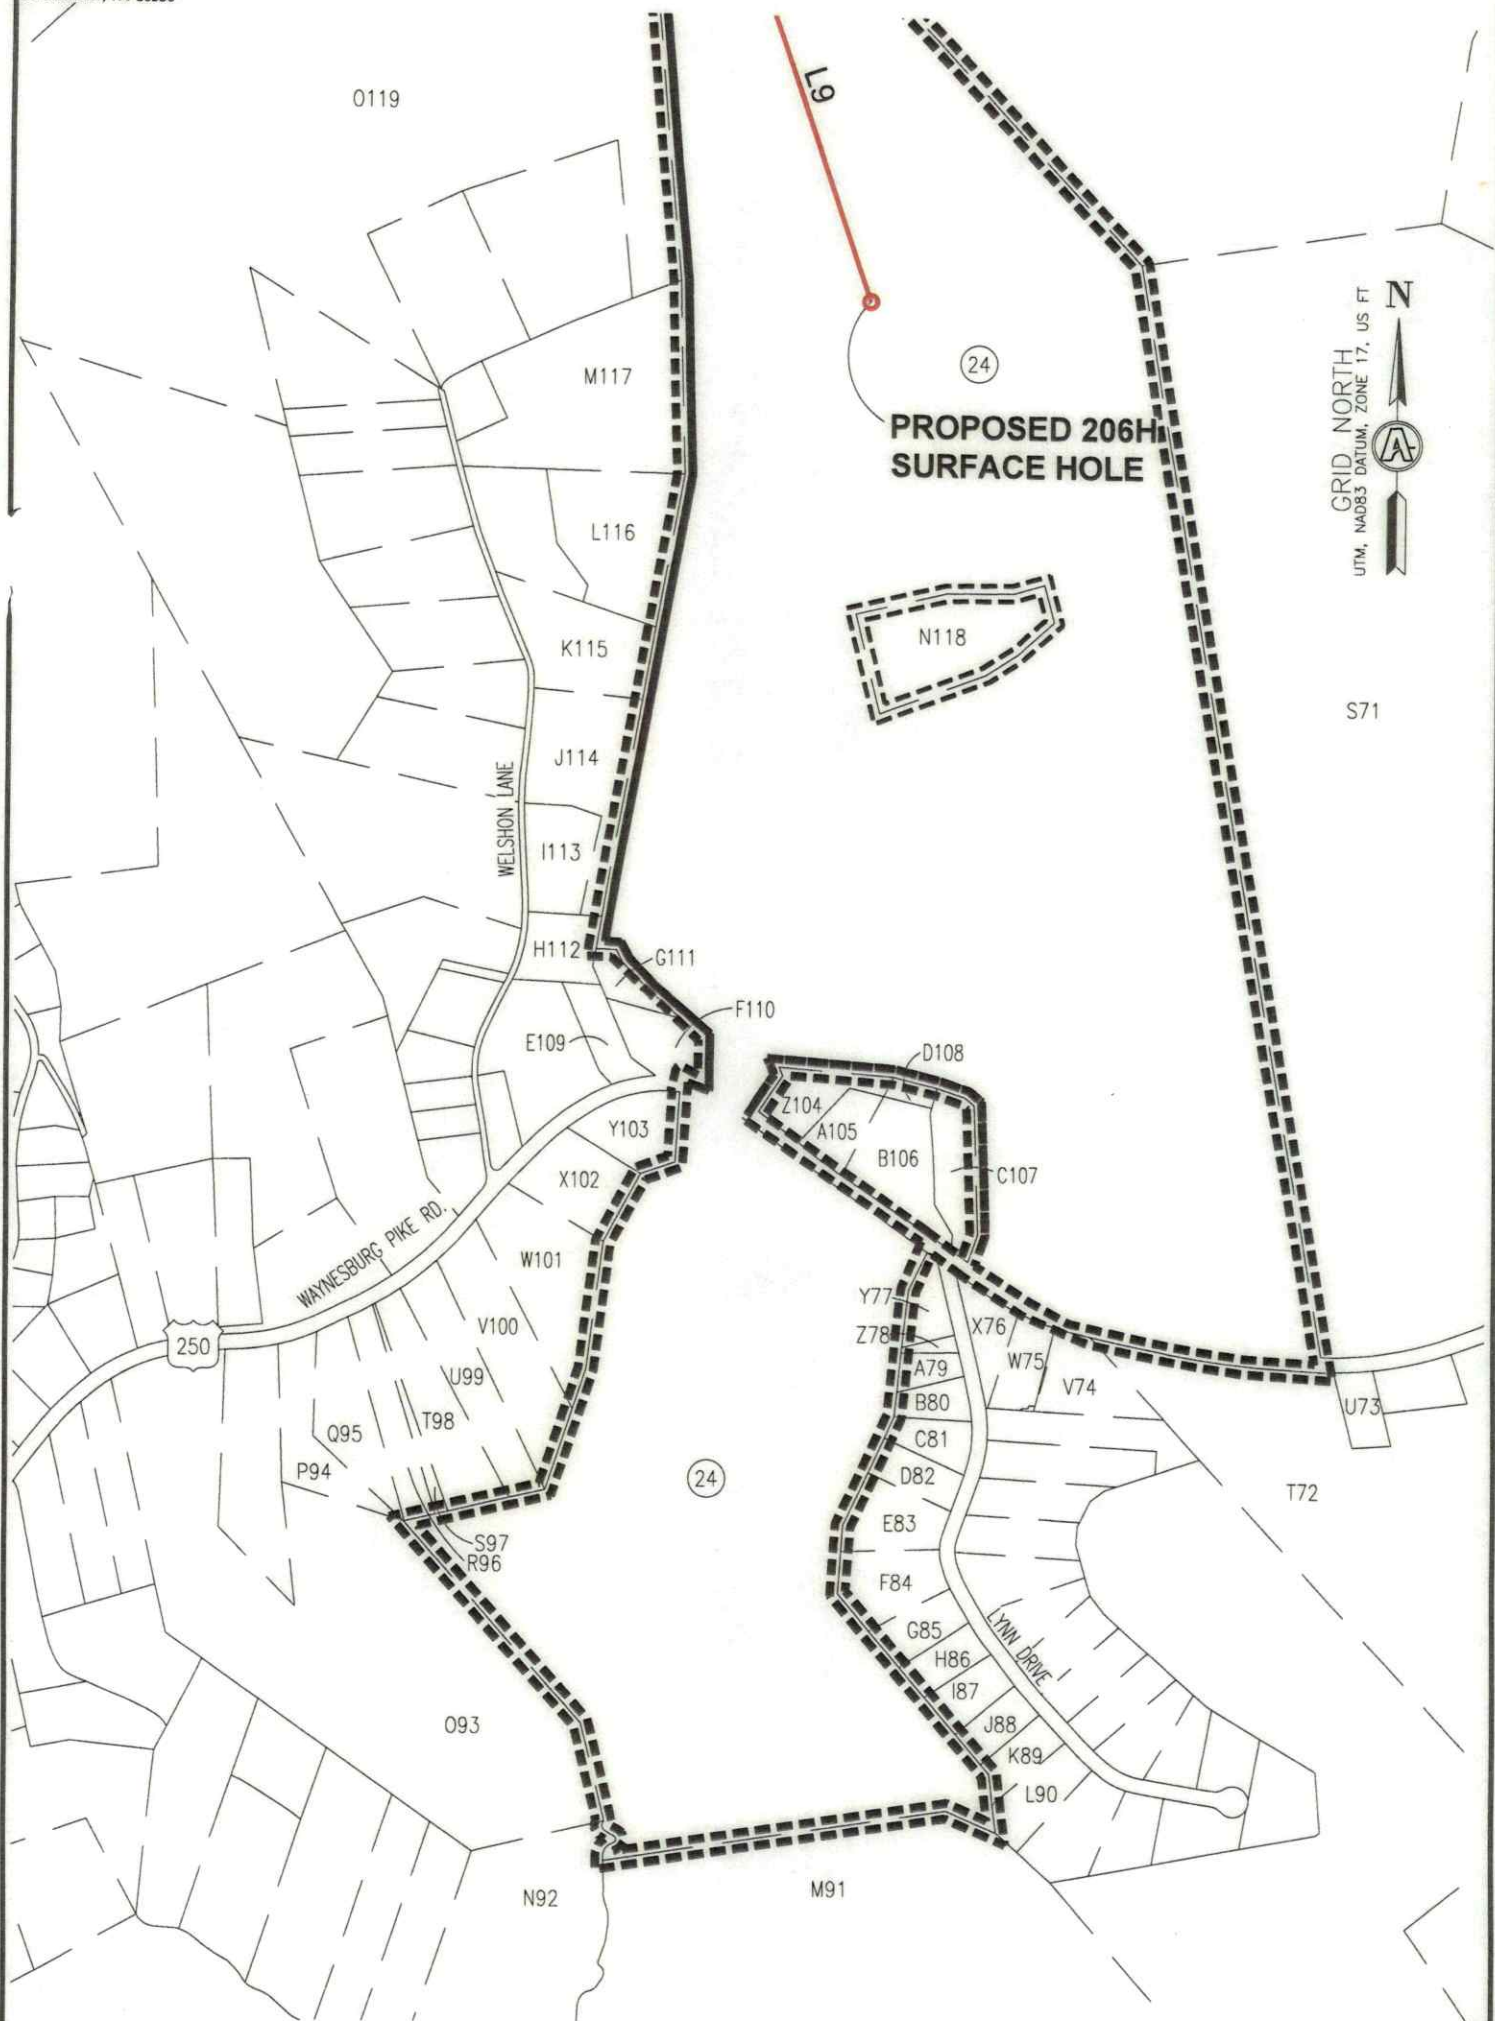 O119
L9
M117
24
PROPOSED 206H
SURFACE HOLE
N
GRID NORTH
UTM, NAD83 DATUM, ZONE 17, US FT
A
L116
N118
K115
S71
J114
WELSHON LANE
I113
H112
G111
F110
E109
D108
Z104
A105
Y103
B106
X102
C107
WAYNESBURG PIKE RD.
W101
Y77
V100
Z78
X76
250
W75
A79
U99
V74
B80
U73
T98
Q95
C81
P94
D82
24
T72
E83
S97
R96
F84
G85
LYNN DRIVE
H86
I87
O93
J88
K89
L90
M91
N92